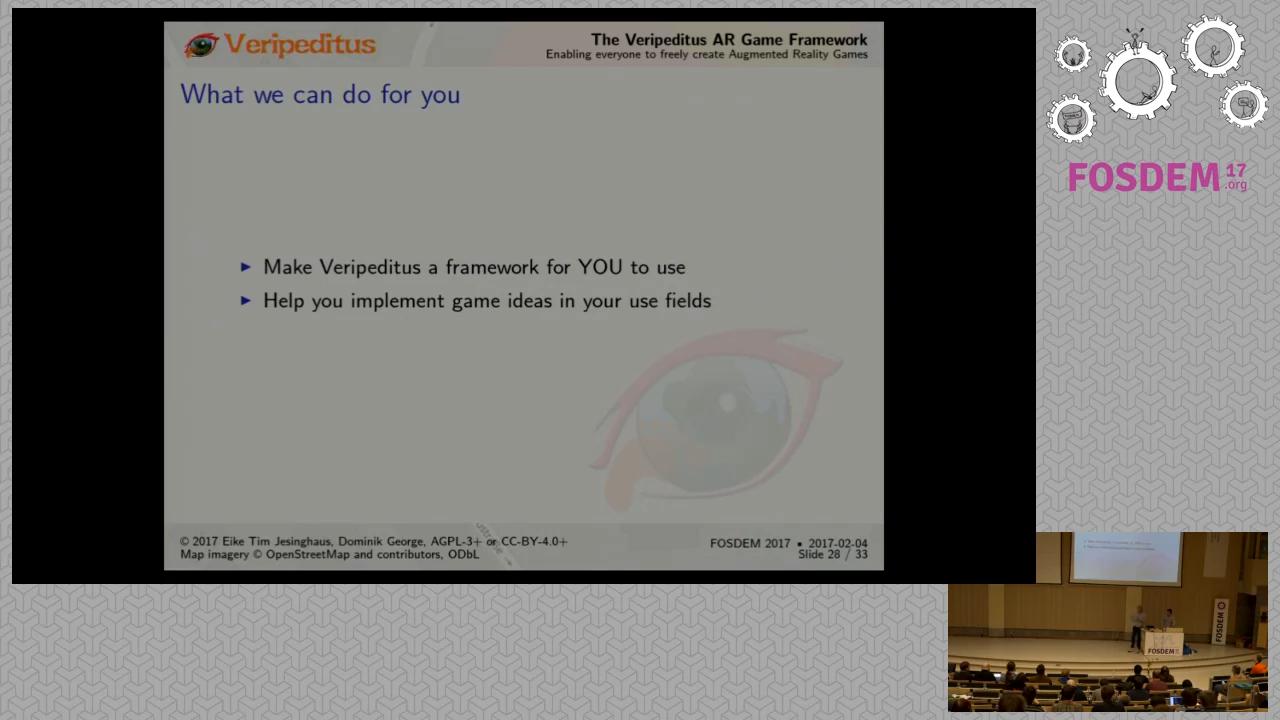 Veripeditus
The Veripeditus AR Game Framework
Enabling everyone to freely create Augmented Reality Games
What we can do for you
Make Veripeditus a framework for YOU to use
Help you implement game ideas in your use fields
© 2017 Eike Tim Jesinghaus, Dominik George, AGPL-3+ or CC-BY-4.0+
Map imagery © OpenStreetMap and contributors, ODbL
FOSDEM 2017 • 2017-02-04
Slide 28 / 33
FOSDEM 17
.org
FOSDEM
FOSDEM